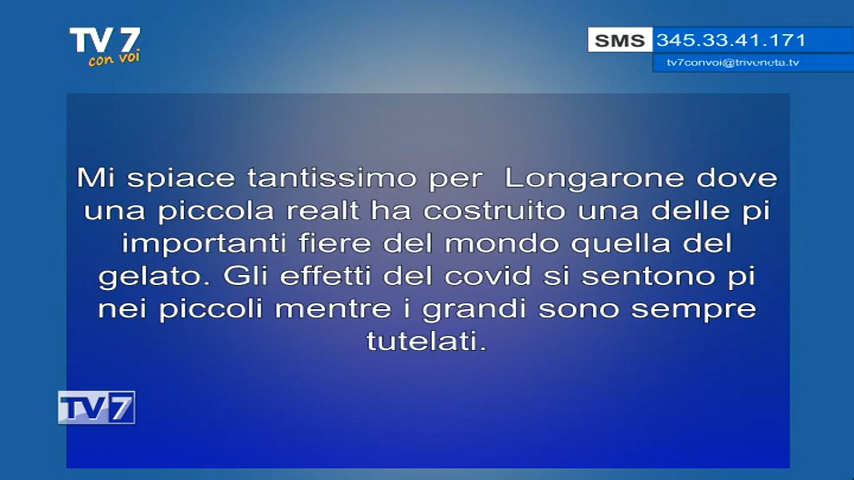 TV 7
con voi
SMS 345.33.41.171
tv7convoi@triveneta.tv
Mi spiace tantissimo per Longarone dove
una piccola realt ha costruito una delle pi
importanti fiere del mondo quella del
gelato. Gli effetti del covid si sentono pi
nei piccoli mentre i grandi sono sempre
tutelati.
TV7